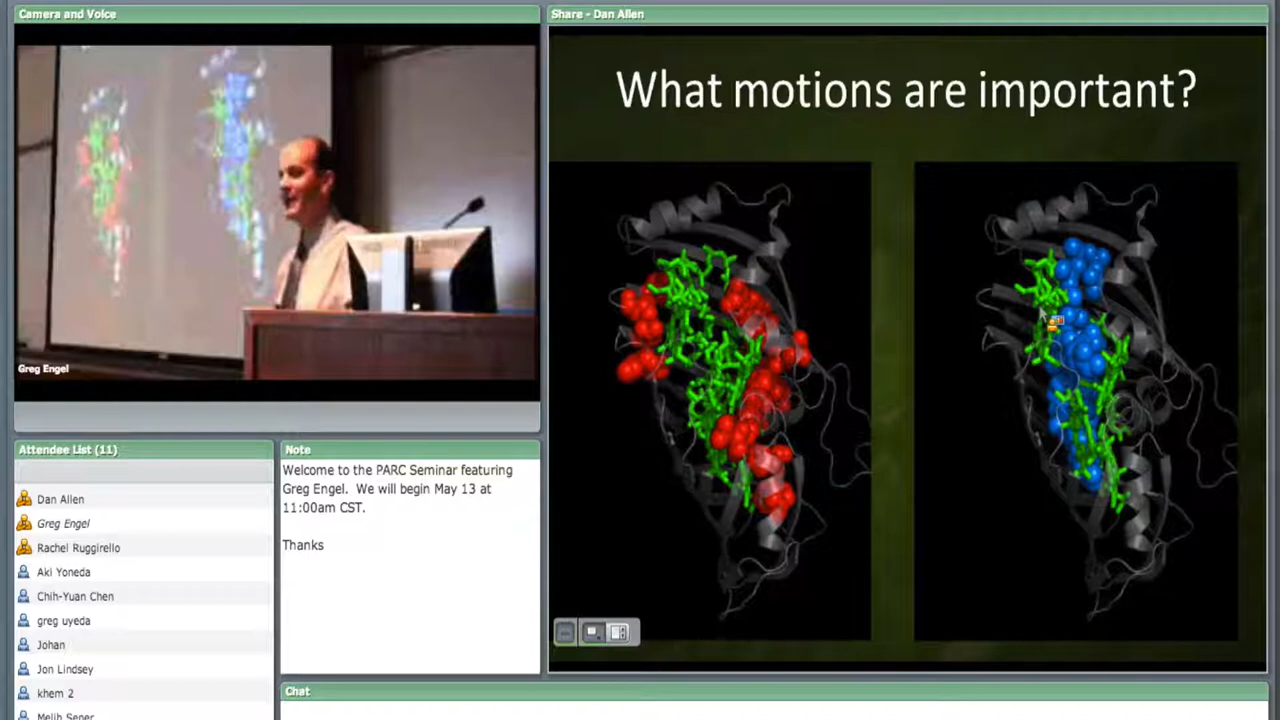 Camera and Voice
Greg Engel
Attendee List (11)
Dan Allen
Greg Engel
Rachel Ruggirello
Aki Yoneda
Chih-Yuan Chen
greg uyeda
Johan
Jon Lindsey
khem 2
Melih Sener
Note
Welcome to the PARC Seminar featuring
Greg Engel. We will begin May 13 at
11:00am CST.
Thanks
Share - Dan Allen
What motions are important?
Chat